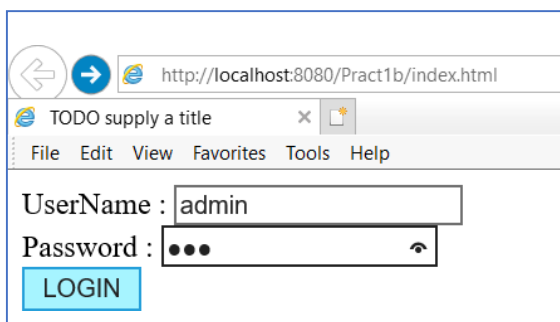 http://localhost:8080/Pract1b/index.html
TODO supply a title
File Edit View Favorites Tools Help
UserName : admin
Password : •••
LOGIN